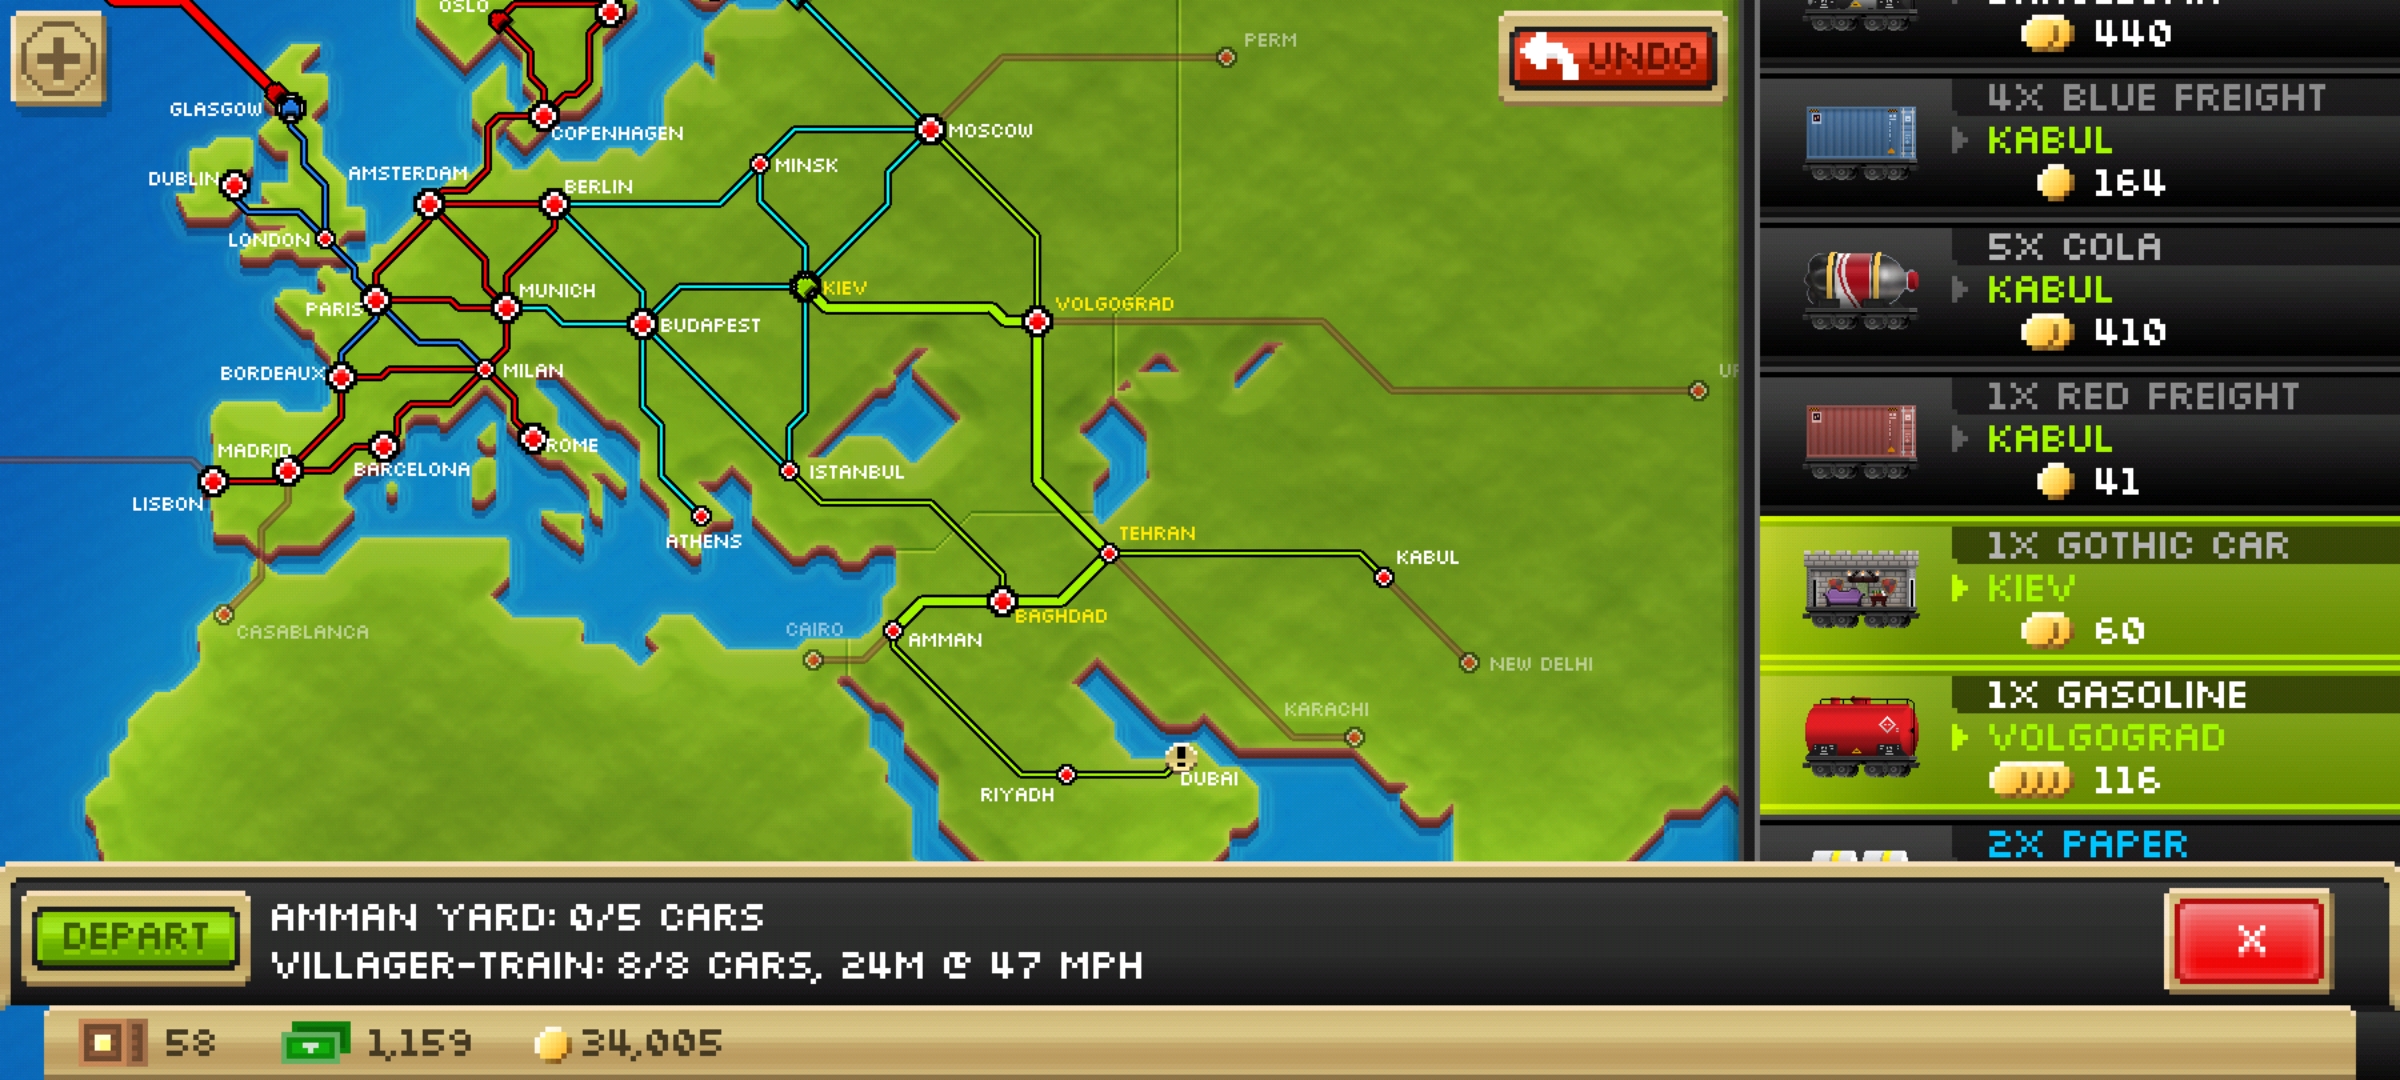 OSLO
PERM
UNDO
GLASGOW
MOSCOW
COPENHAGEN
MINSK
DUBLIN
AMSTERDAM
BERLIN
LONDON
KIEV
MUNICH
VOLGOGRAD
PARIS
BUDAPEST
BORDEAUX
MILAN
MADRID
ROME
BARCELONA
ISTANBUL
LISBON
ATHENS
TEHRAN
KABUL
CASABLANCA
CAIRO
AMMAN
BAGHDAD
NEW DELHI
KARACHI
RIYADH
DUBAI
440
4X BLUE FREIGHT
KABUL
164
5X COLA
KABUL
410
1X RED FREIGHT
KABUL
41
1X GOTHIC CAR
KIEV
60
1X GASOLINE
VOLGOGRAD
116
2X PAPER
DEPART
AMMAN YARD: 0/5 CARS
VILLAGER-TRAIN: 8/8 CARS, 24M @ 47 MPH
X
58
1,159
34,005